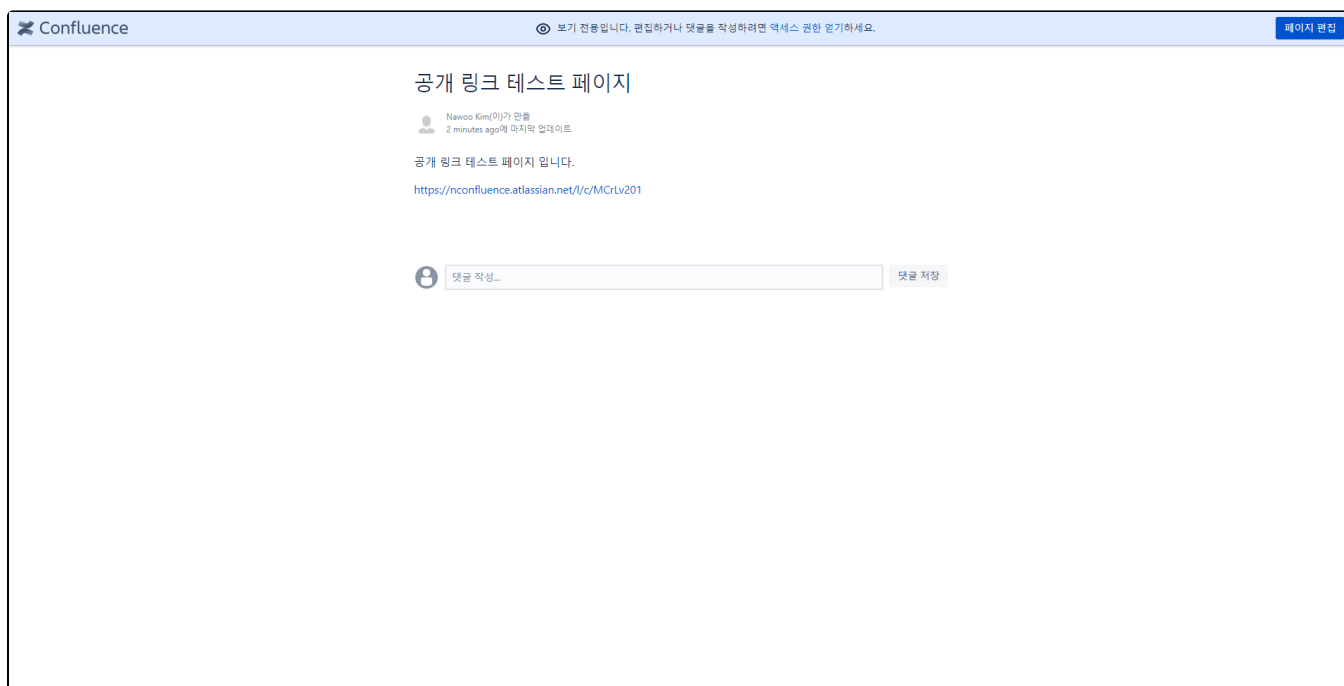 Confluence
보기 전용입니다. 편집하거나 댓글을 작성하려면 액세스 권한 얻기하세요.
페이지 편집
공개 링크 테스트 페이지
Nawoo Kim(이)가 만듦
2 minutes ago에 마지막 업데이트
공개 링크 테스트 페이지 입니다.
https://nconfluence.atlassian.net/l/c/MCrLv201
댓글 작성...
댓글 저장